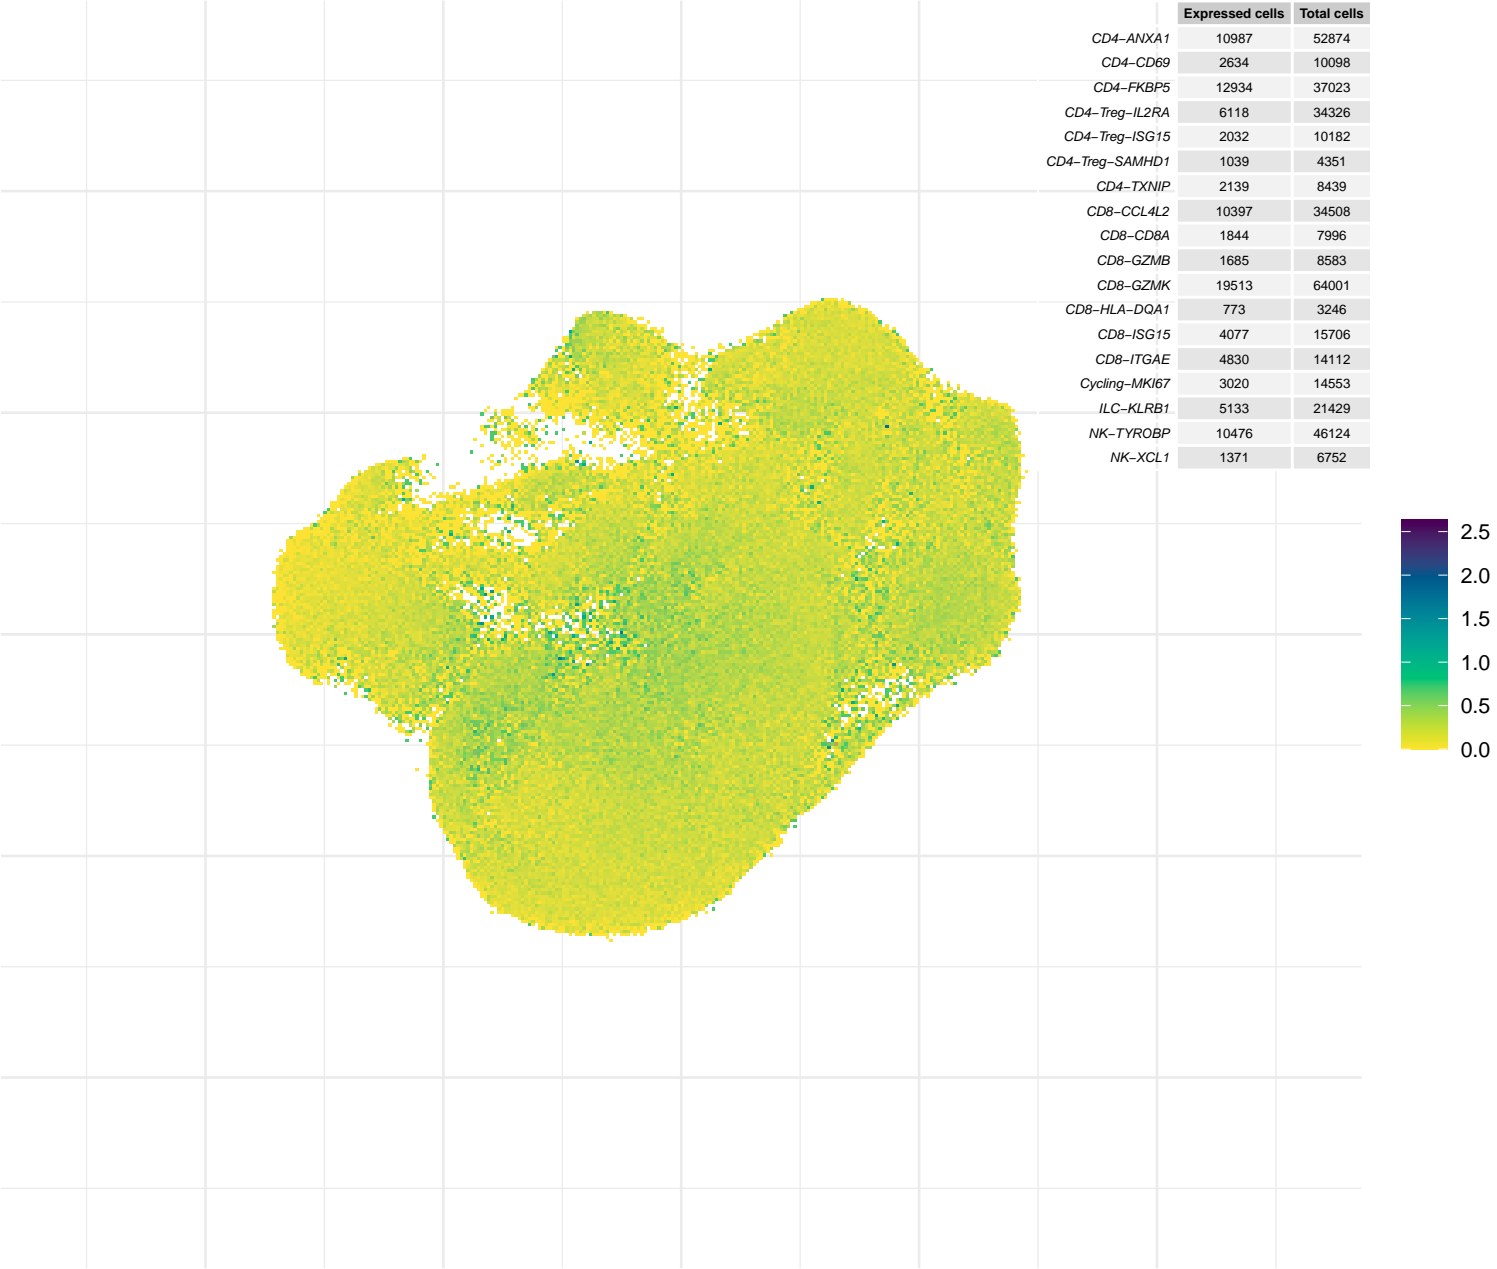 Expressed cells Total cells
CD4−ANXA1 10987 52874
CD4−CD69 2634 10098
CD4−FKBP5 12934 37023
CD4−Treg−IL2RA 6118 34326
CD4−Treg−ISG15 2032 10182
CD4−Treg−SAMHD1 1039 4351
CD4−TXNIP 2139 8439
CD8−CCL4L2 10397 34508
CD8−CD8A 1844 7996
CD8−GZMB 1685 8583
CD8−GZMK 19513 64001
CD8−HLA−DQA1 773 3246
CD8−ISG15 4077 15706
CD8−ITGAE 4830 14112
Cycling−MKI67 3020 14553
ILC−KLRB1 5133 21429
NK−TYROBP 10476 46124
NK−XCL1 1371 6752
2.5
2.0
1.5
1.0
0.5
0.0